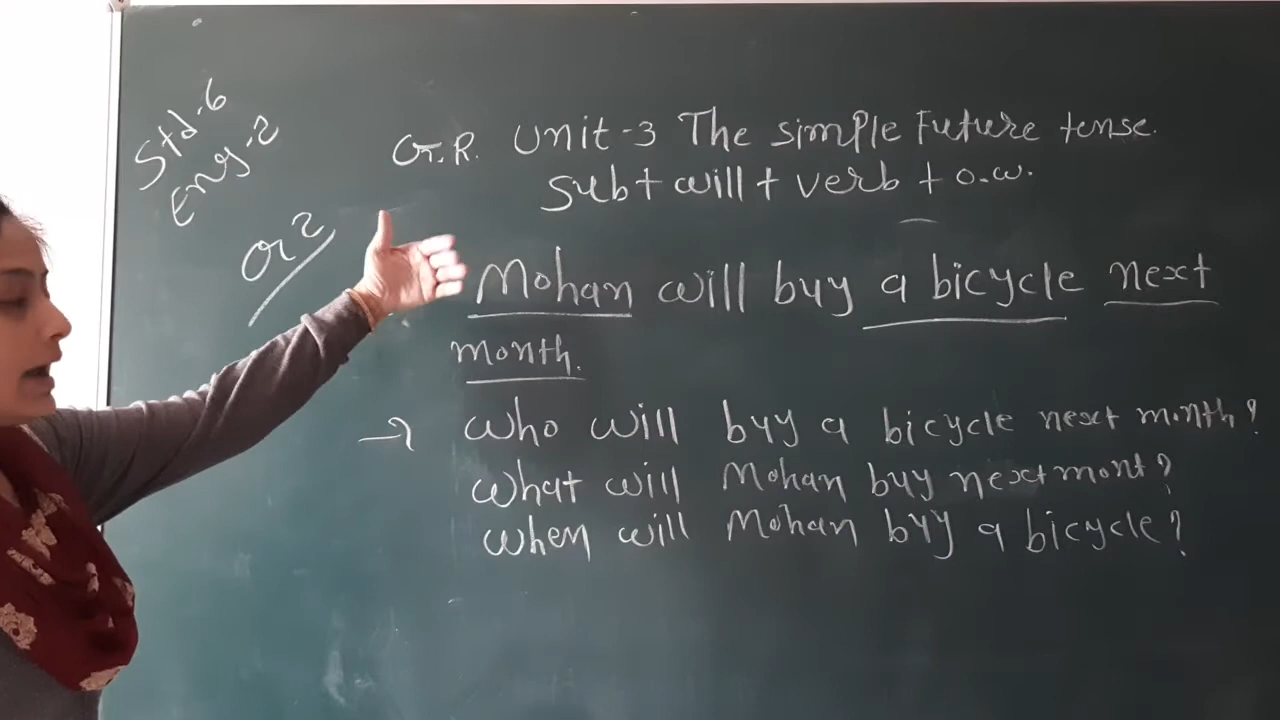 Std-6
Eng-2
Gr.R. Unit-3 The simple Future tense.
Sub+ will + verb + o.w.
Mohan will buy a bicycle next
month.
→ who will buy a bicycle next month?
what will Mohan buy next mont?
when will Mohan buy a bicycle?